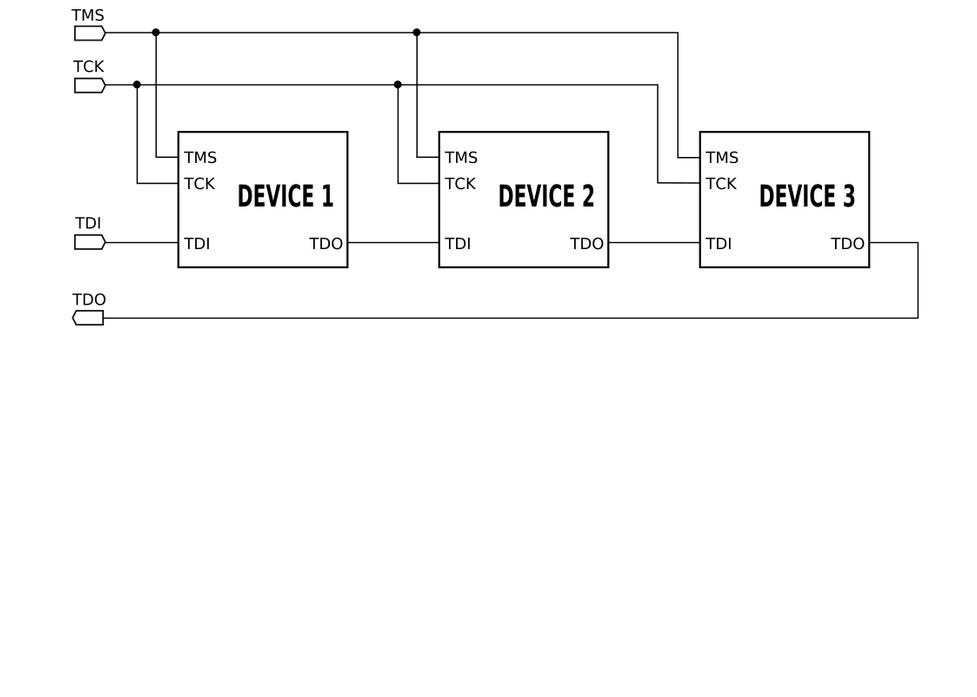 TMS
TCK
TMS
TCK
DEVICE 1
TDI
TDO
TMS
TCK
DEVICE 2
TDI
TDO
TMS
TCK
DEVICE 3
TDI
TDO
TDI
TDO